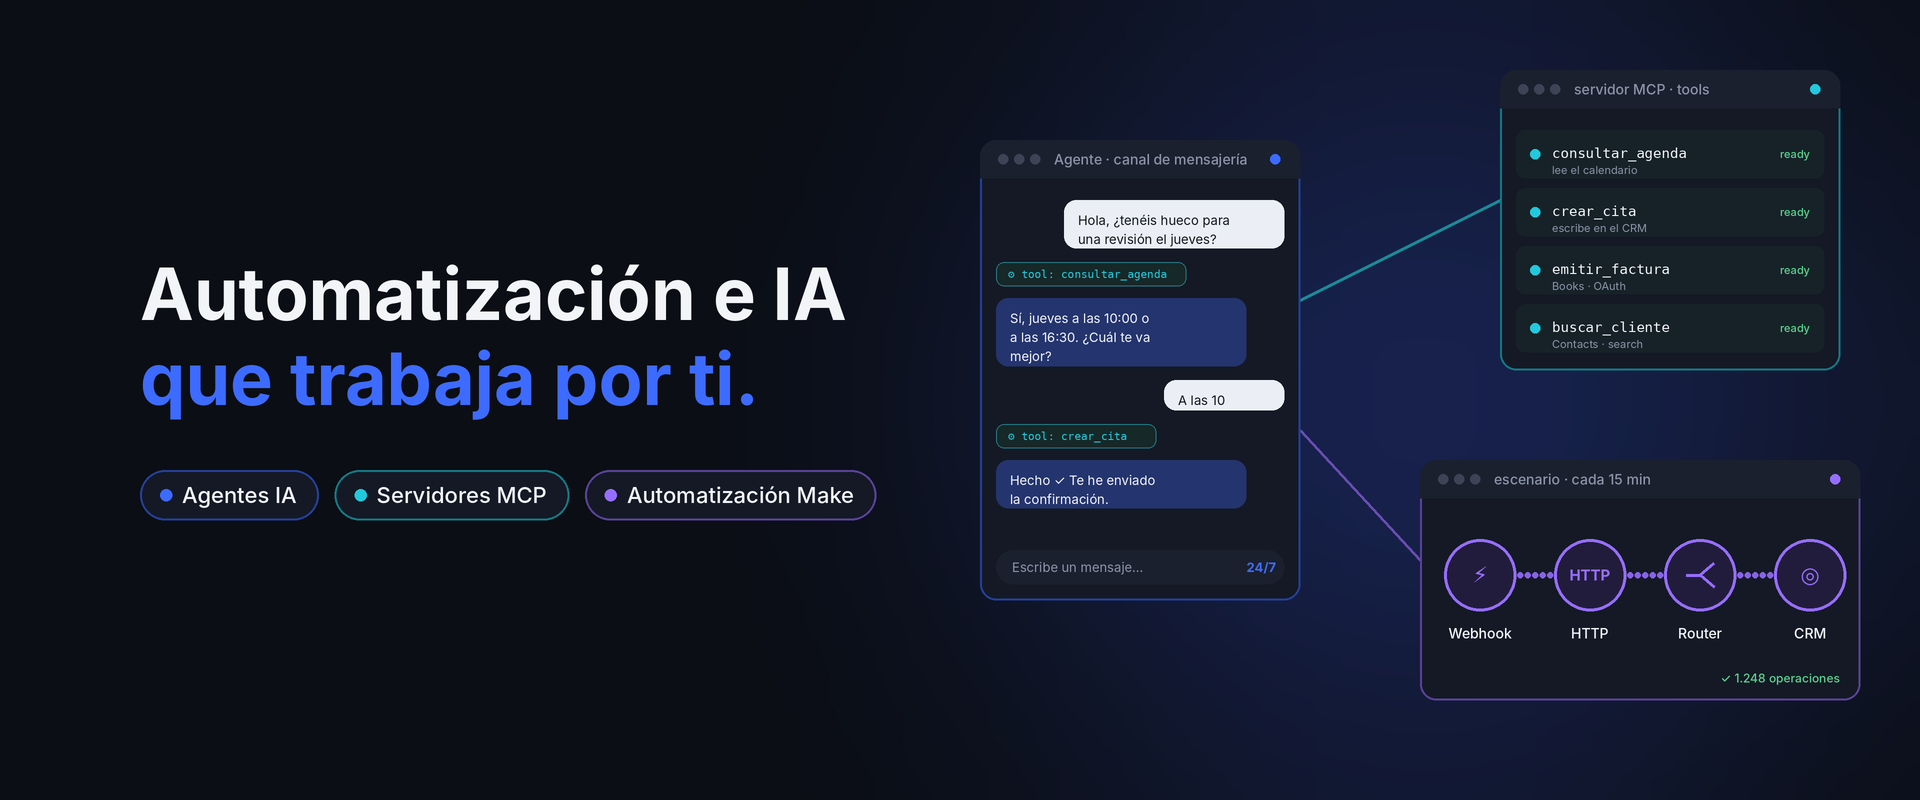 Automatización e IA
que trabaja por ti.
Agentes IA
Servidores MCP
Automatización Make
Agente · canal de mensajería
Hola, ¿tenéis hueco para
una revisión el jueves?
⚙ tool: consultar_agenda
Sí, jueves a las 10:00 o
a las 16:30. ¿Cuál te va
mejor?
A las 10
⚙ tool: crear_cita
Hecho ✓ Te he enviado
la confirmación.
Escribe un mensaje... 24/7
servidor MCP · tools
consultar_agenda ready
lee el calendario
crear_cita ready
escribe en el CRM
emitir_factura ready
Books · OAuth
buscar_cliente ready
Contacts · search
escenario · cada 15 min
HTTP
Webhook HTTP Router CRM
✓ 1.248 operaciones